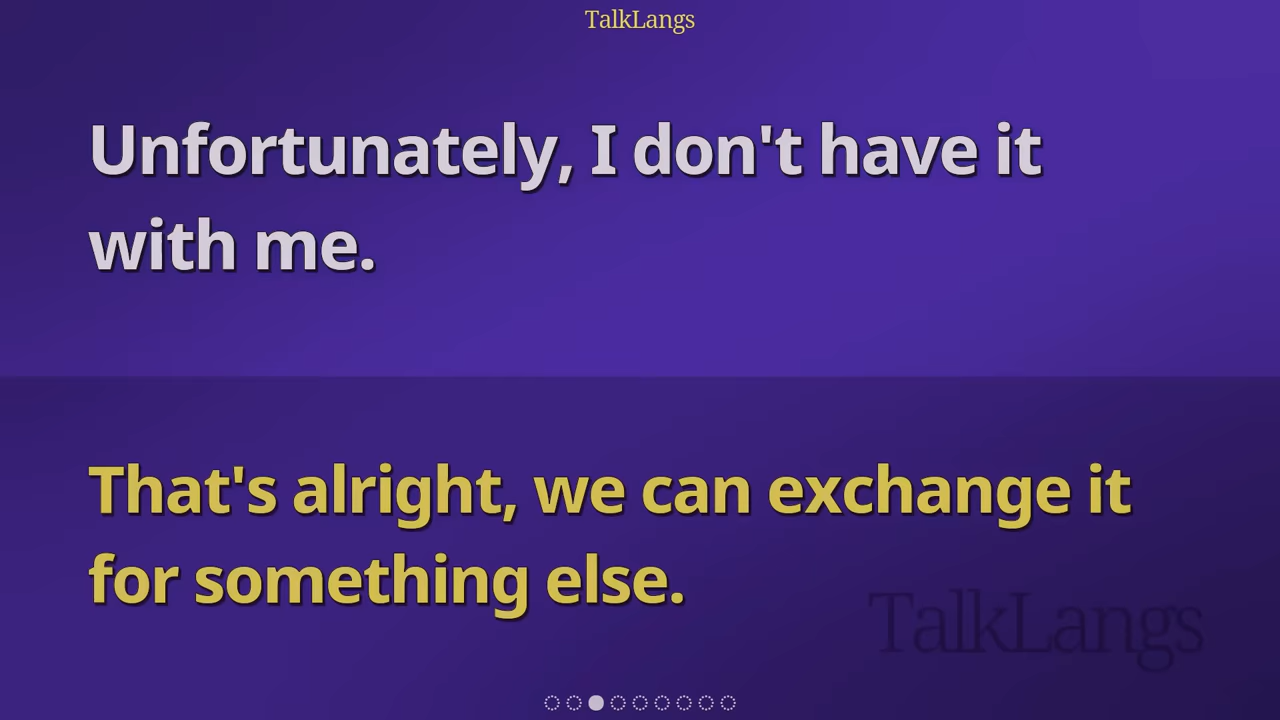 TalkLangs
Unfortunately, I don't have it
with me.
That's alright, we can exchange it
for something else.
TalkLangs